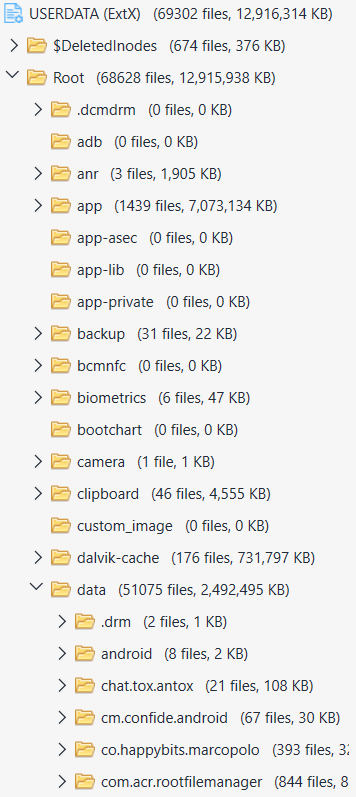 USERDATA (ExtX) (69302 files, 12,916,314 KB)
$DeletedInodes (674 files, 376 KB)
Root (68628 files, 12,915,938 KB)
.dcmdrm (0 files, 0 KB)
adb (0 files, 0 KB)
anr (3 files, 1,905 KB)
app (1439 files, 7,073,134 KB)
app-asec (0 files, 0 KB)
app-lib (0 files, 0 KB)
app-private (0 files, 0 KB)
backup (31 files, 22 KB)
bcmnfc (0 files, 0 KB)
biometrics (6 files, 47 KB)
bootchart (0 files, 0 KB)
camera (1 file, 1 KB)
clipboard (46 files, 4,555 KB)
custom_image (0 files, 0 KB)
dalvik-cache (176 files, 731,797 KB)
data (51075 files, 2,492,495 KB)
.drm (2 files, 1 KB)
android (8 files, 2 KB)
chat.tox.antox (21 files, 108 KB)
cm.confide.android (67 files, 30 KB)
co.happybits.marcopolo (393 files, 32
com.acr.rootfilemanager (844 files, 8